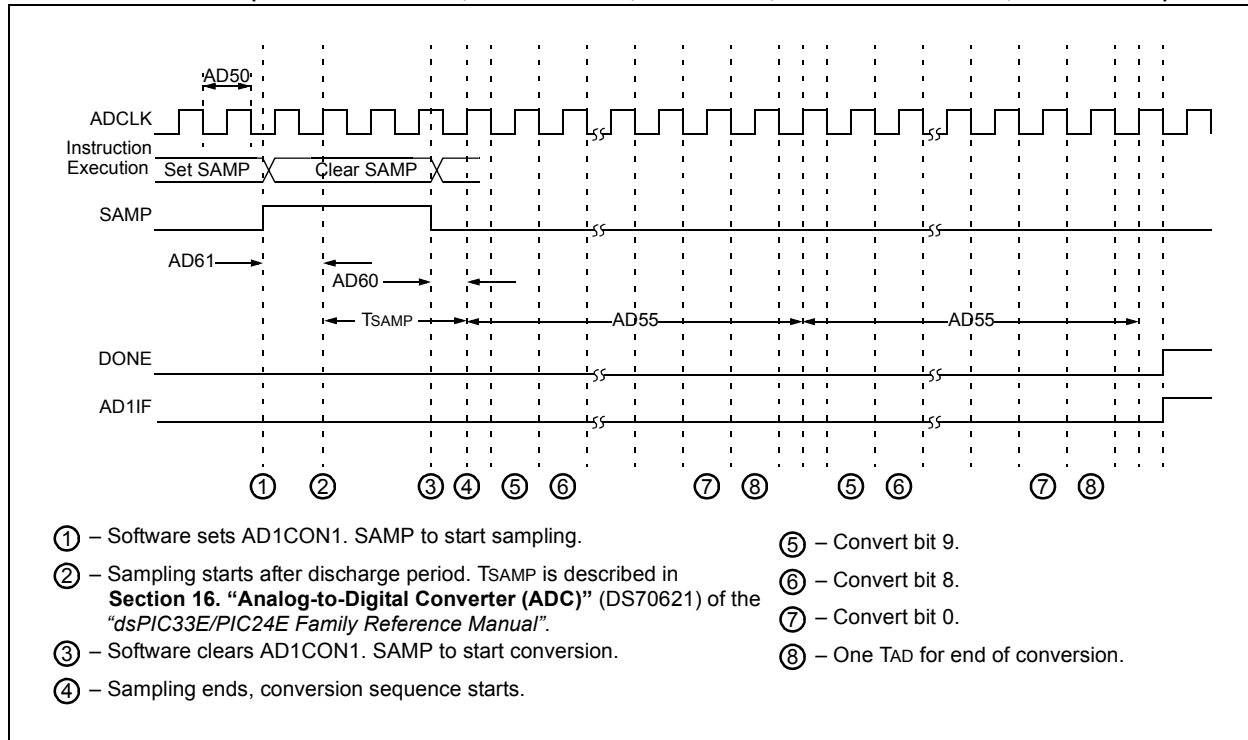 AD50
ADCLK
Instruction
Execution
Set SAMP
Clear SAMP
SAMP
AD61
AD60
TSAMP
AD55
AD55
DONE
AD1IF
1 2 3 4 5 6 7 8 5 6 7 8
1 – Software sets AD1CON1. SAMP to start sampling.
2 – Sampling starts after discharge period. TSAMP is described in
Section 16. “Analog-to-Digital Converter (ADC)” (DS70621) of the
“dsPIC33E/PIC24E Family Reference Manual”.
3 – Software clears AD1CON1. SAMP to start conversion.
4 – Sampling ends, conversion sequence starts.
5 – Convert bit 9.
6 – Convert bit 8.
7 – Convert bit 0.
8 – One TAD for end of conversion.